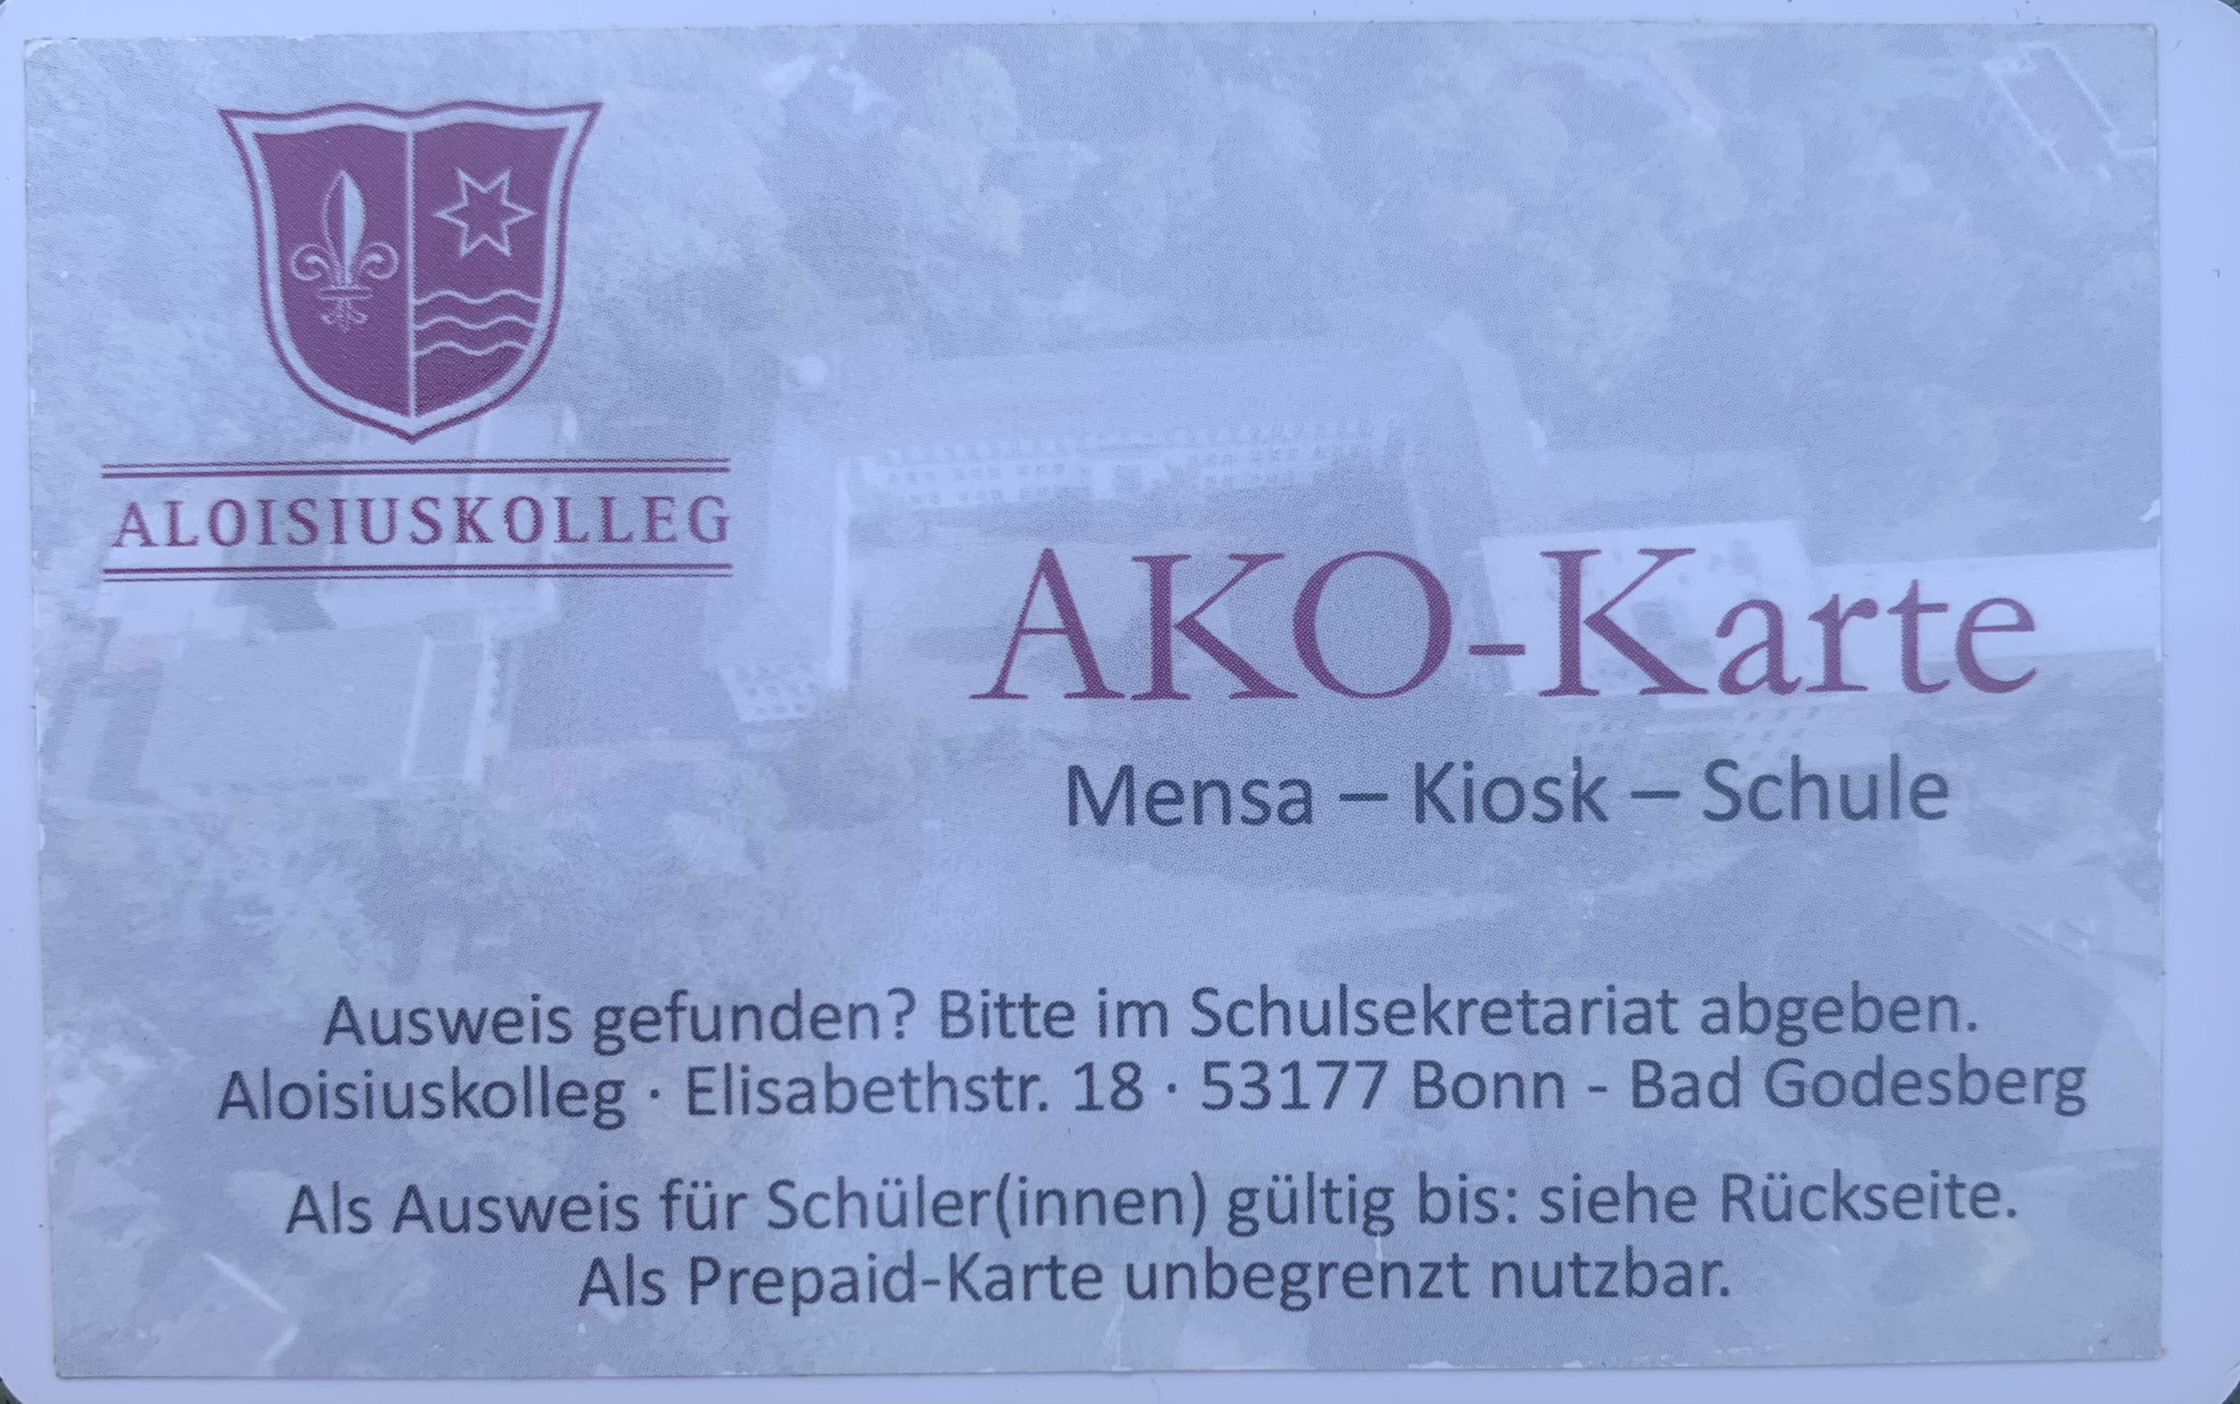 ALOISIUSKOLLEG
AKO-Karte
Mensa – Kiosk – Schule
Ausweis gefunden? Bitte im Schulsekretariat abgeben.
Aloisiuskolleg · Elisabethstr. 18 · 53177 Bonn - Bad Godesberg
Als Ausweis für Schüler(innen) gültig bis: siehe Rückseite.
Als Prepaid-Karte unbegrenzt nutzbar.